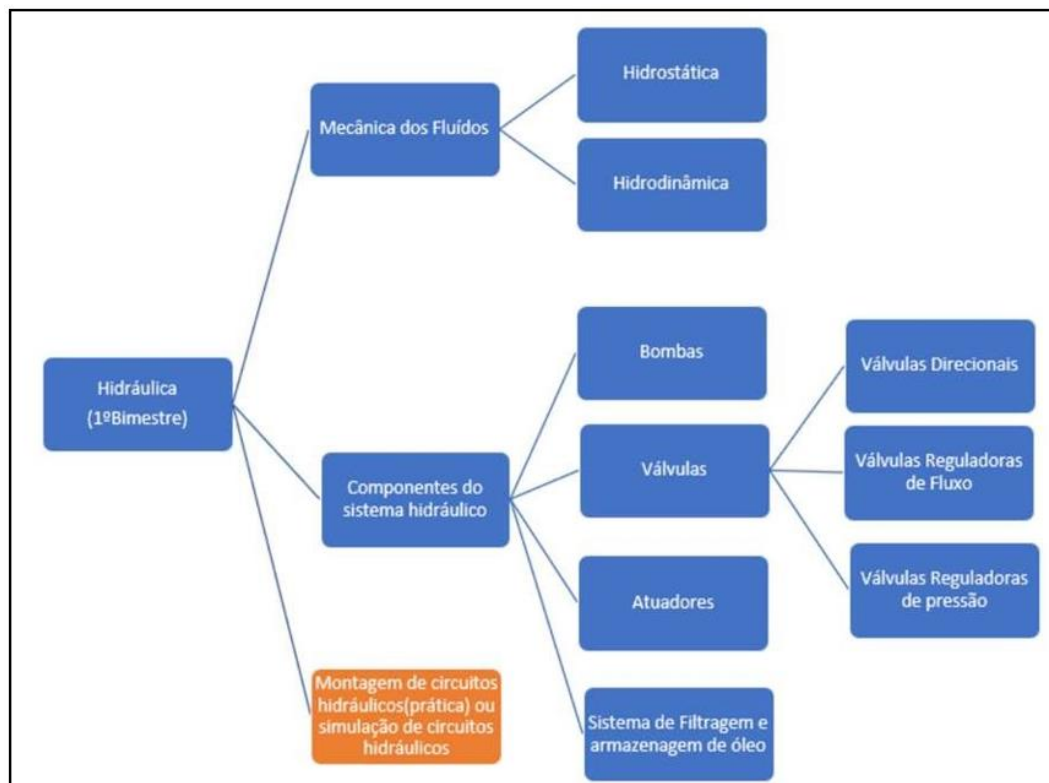 Hidráulica
(1ºBimestre)
Mecânica dos Fluídos
Hidrostática
Hidrodinâmica
Componentes do
sistema hidráulico
Bombas
Válvulas
Válvulas Direcionais
Válvulas Reguladoras
de Fluxo
Válvulas Reguladoras
de pressão
Atuadores
Sistema de Filtragem e
armazenagem de óleo
Montagem de circuitos
hidráulicos(prática) ou
simulação de circuitos
hidráulicos